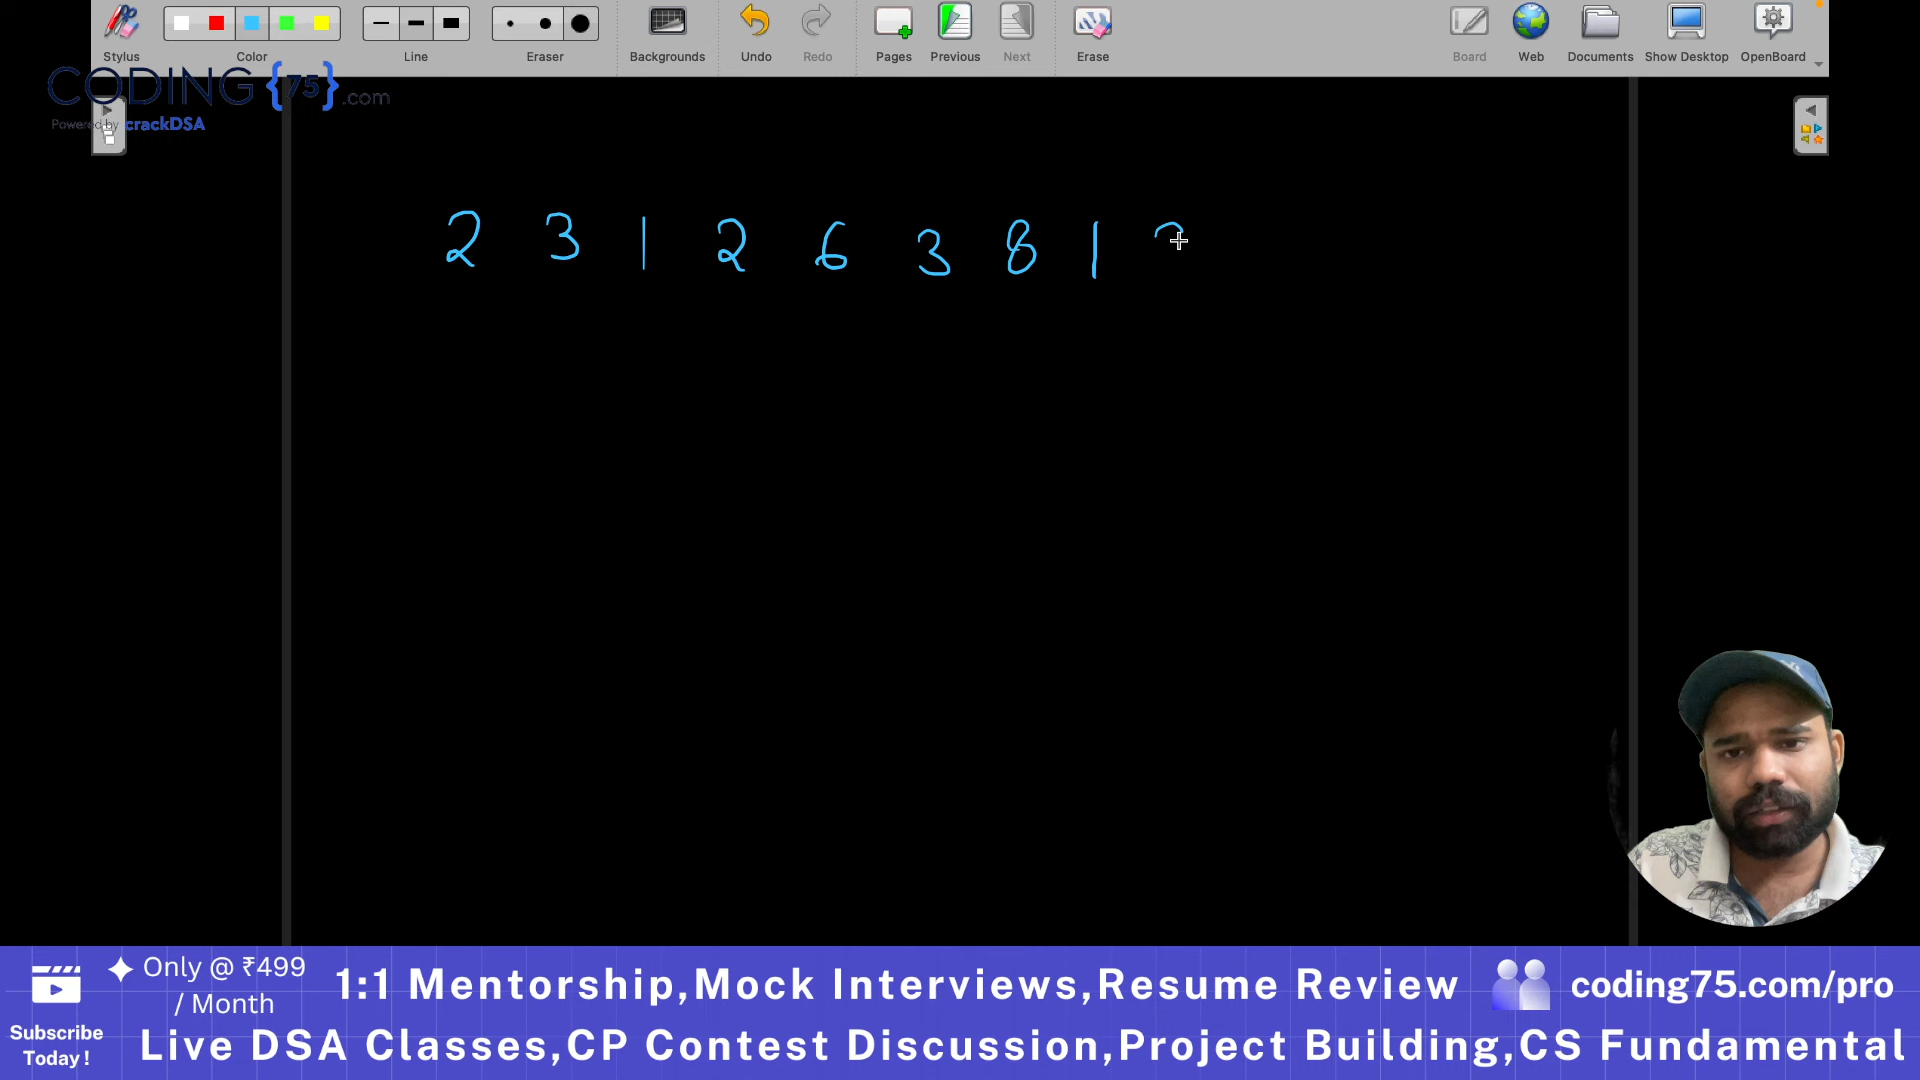 Stylus Color Line Eraser Backgrounds Undo Redo Pages Previous Next Erase Board Web Documents Show Desktop OpenBoard
CODING {75} .com
Powered by crackDSA
2 3 1 2 6 3 8 1
Only @ ₹499 / Month
Subscribe Today !
1:1 Mentorship,Mock Interviews,Resume Review
coding75.com/pro
Live DSA Classes,CP Contest Discussion,Project Building,CS Fundamental